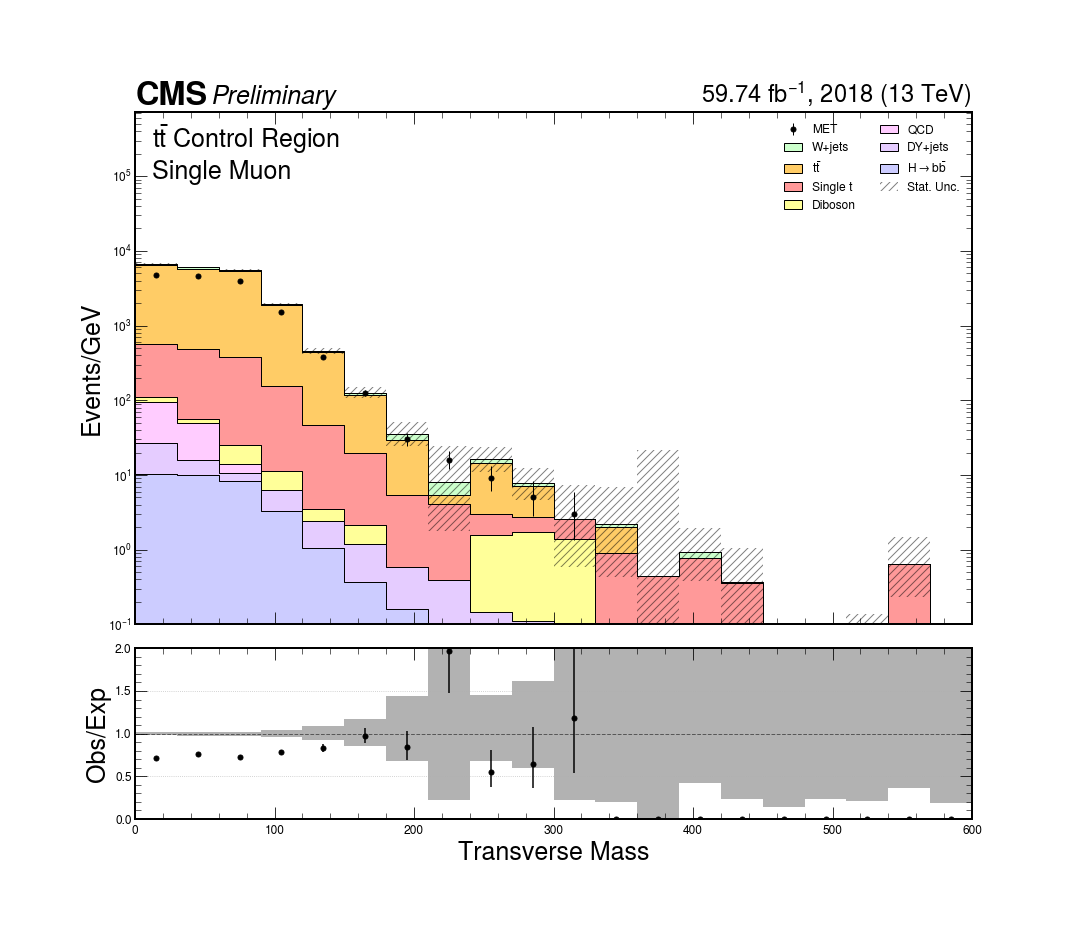 CMS Preliminary 59.74 fb⁻¹, 2018 (13 TeV)
tt̄ Control Region
Single Muon
MET
W+jets
tt̄
Single t
Diboson
QCD
DY+jets
H→bb̄
Stat. Unc.
Events/GeV
10⁵
10⁴
10³
10²
10¹
10⁰
10⁻¹
Obs/Exp
2.0
1.5
1.0
0.5
0.0
0 100 200 300 400 500 600
Transverse Mass